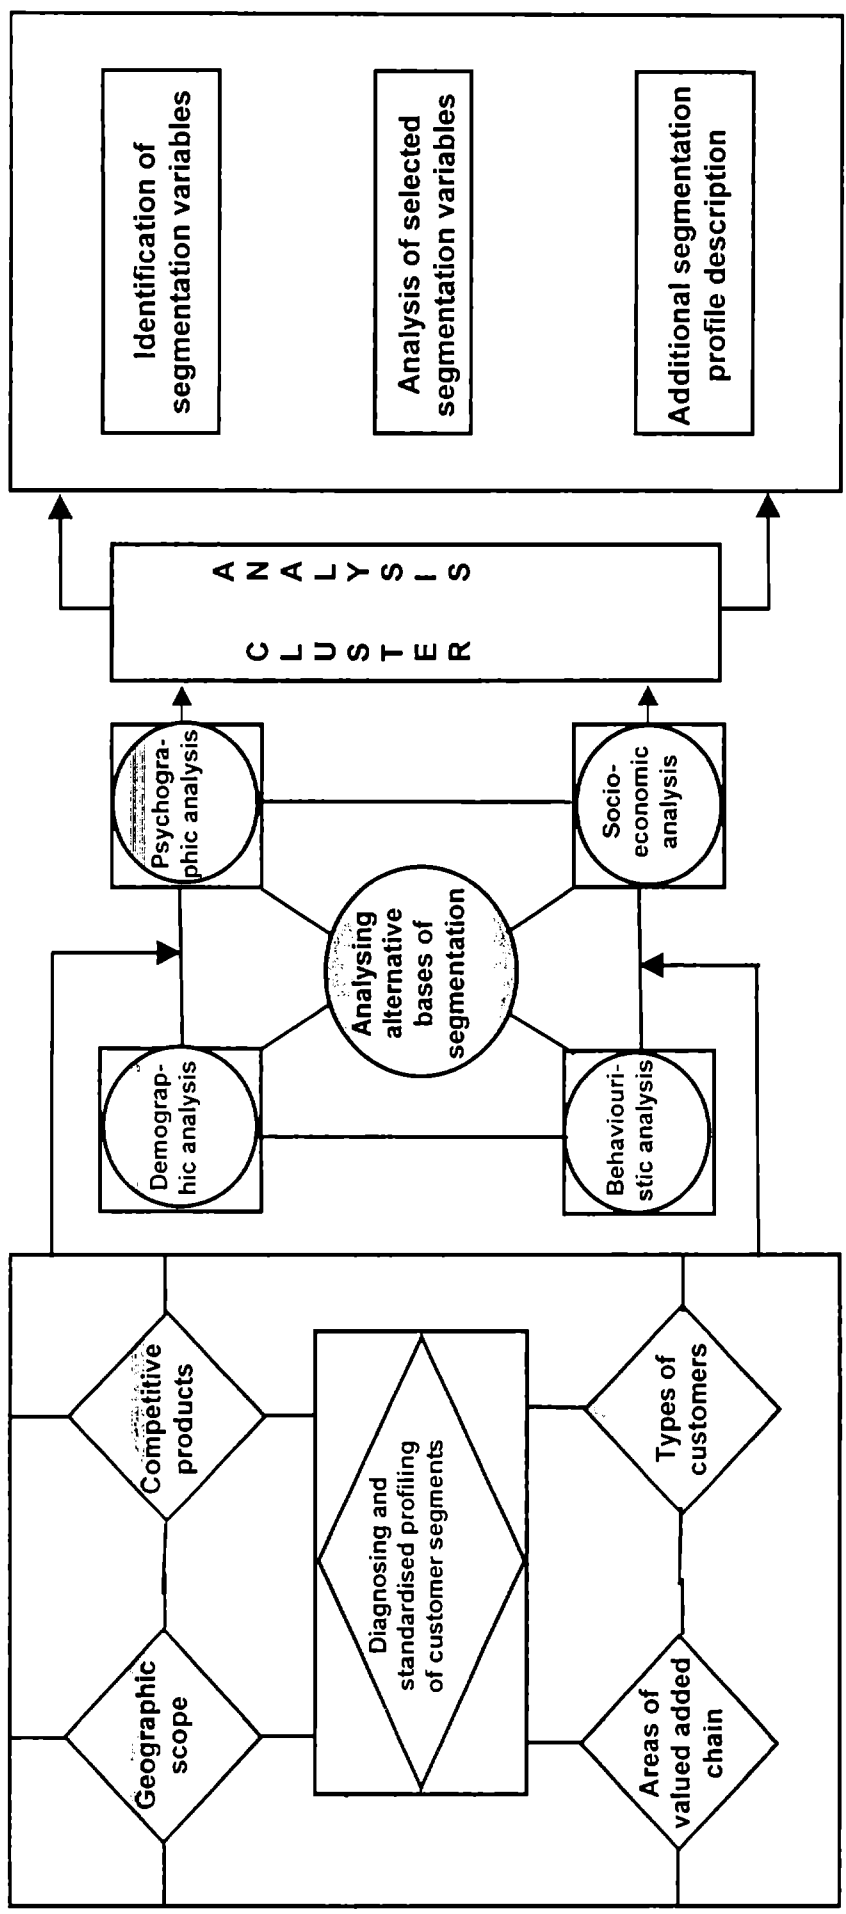 Geographic
scope
Competitive
products
Diagnosing and
standardised profiling
of customer segments
Areas of
valued added
chain
Types of
customers
Demograp-
hic analysis
Psychogra-
phic analysis
Analysing
alternative
bases of
segmentation
Behaviouri-
stic analysis
Socio-
economic
analysis
CLUSTER
ANALYSIS
Identification of
segmentation variables
Analysis of selected
segmentation variables
Additional segmentation
profile description